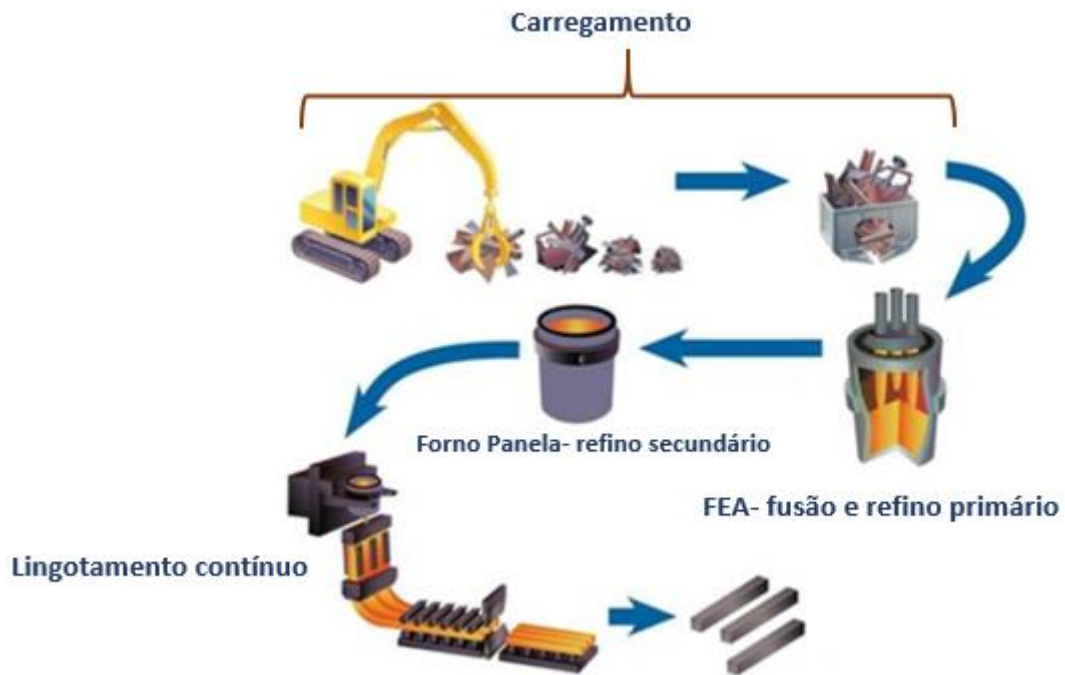 Carregamento
Forno Panela- refino secundário
FEA- fusão e refino primário
Lingotamento contínuo